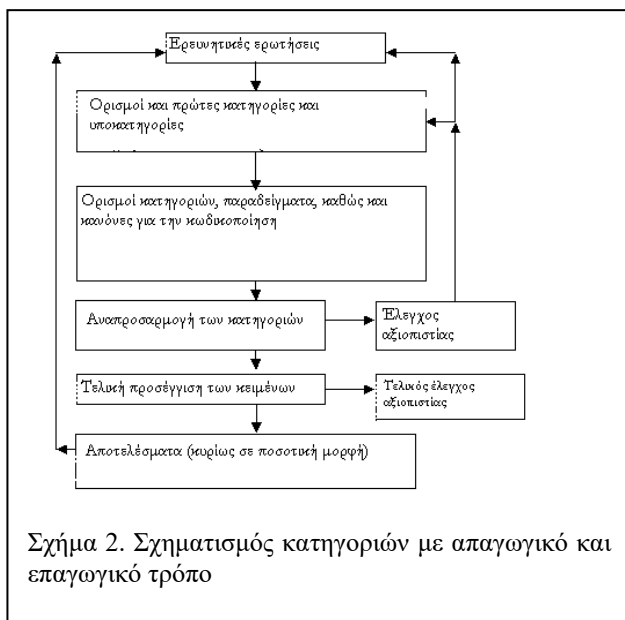 Ερευνητικές ερωτήσεις
Ορισμοί και πρώτες κατηγορίες και
υποκατηγορίες
Ορισμοί κατηγοριών, παραδείγματα, καθώς και
κανόνες για την κωδικοποίηση
Αναπροσαρμογή των κατηγοριών
Έλεγχος
αξιοπιστίας
Τελική προσέγγιση των κειμένων
Τελικός έλεγχος
αξιοπιστίας
Αποτελέσματα (κυρίως σε ποσοτική μορφή)
Σχήμα 2. Σχηματισμός κατηγοριών με απαγωγικό και
επαγωγικό τρόπο